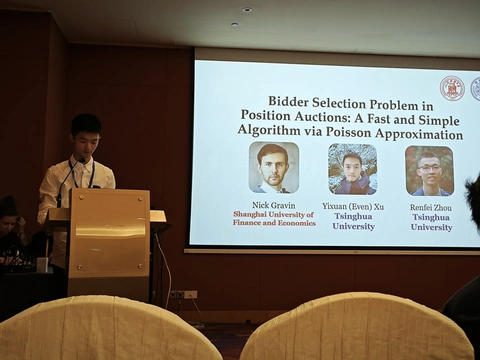 Bidder Selection Problem in
Position Auctions: A Fast and Simple
Algorithm via Poisson Approximation
Nick Gravin
Shanghai University of
Finance and Economics
Yixuan (Even) Xu
Tsinghua
University
Renfei Zhou
Tsinghua
University